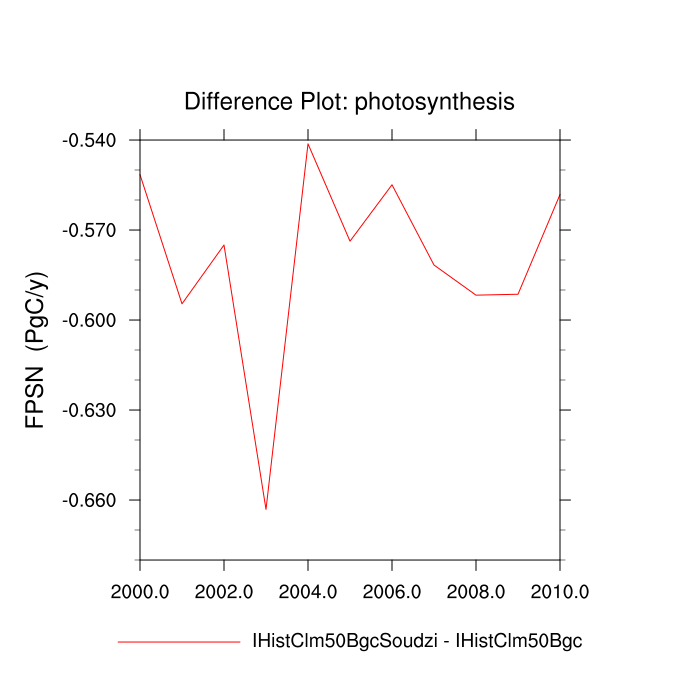 Difference Plot: photosynthesis
FPSN (PgC/y)
-0.540
-0.570
-0.600
-0.630
-0.660
2000.0 2002.0 2004.0 2006.0 2008.0 2010.0
IHistClm50BgcSoudzi - IHistClm50Bgc